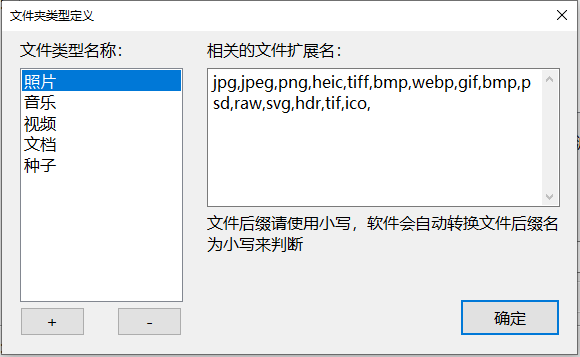 文件夹类型定义
文件类型名称：
相关的文件扩展名：
照片
音乐
视频
文档
种子
jpg,jpeg,png,heic,tiff,bmp,webp,gif,bmp,p
sd,raw,svg,hdr,tif,ico,
文件后缀请使用小写，软件会自动转换文件后缀名
为小写来判断
+
-
确定